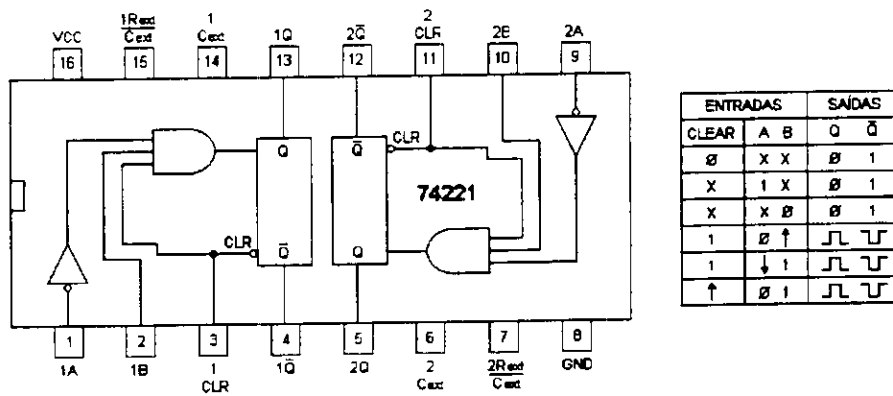 1Rext
Cext
1
Cext
1Q
2Q̅
2
CLR
2B
2A
VCC
16
15
14
13
12
11
10
9
Q
Q̅
CLR
74221
CLR
Q̅
Q
1
2
3
4
5
6
7
8
1A
1B
1
CLR
1Q̅
2Q
2
Cext
2Rext
Cext
GND
ENTRADAS SAÍDAS
CLEAR A B Q Q̅
Ø X X Ø 1
X 1 X Ø 1
X X Ø Ø 1
1 Ø ↑
1 ↓ 1
↑ Ø 1